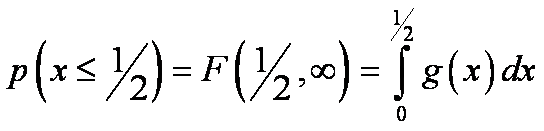 p(x ≤ 1/2) = F(1/2, ∞) = ∫₀^{1/2} g(x) dx